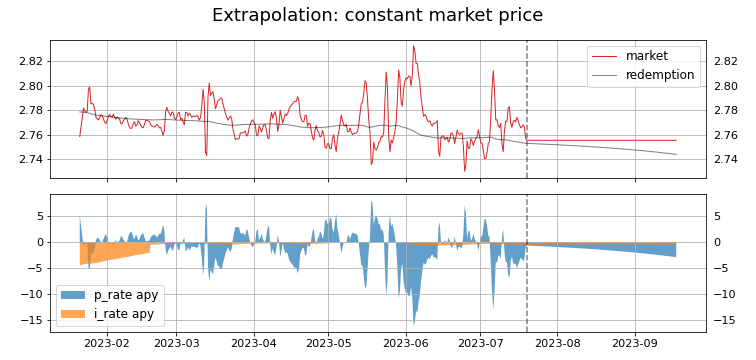 Extrapolation: constant market price
2.82 2.82
2.80 2.80
2.78 2.78
2.76 2.76
2.74 2.74
market
redemption
5 5
0 0
−5 −5
−10 −10
−15 −15
p_rate apy
i_rate apy
2023-02 2023-03 2023-04 2023-05 2023-06 2023-07 2023-08 2023-09